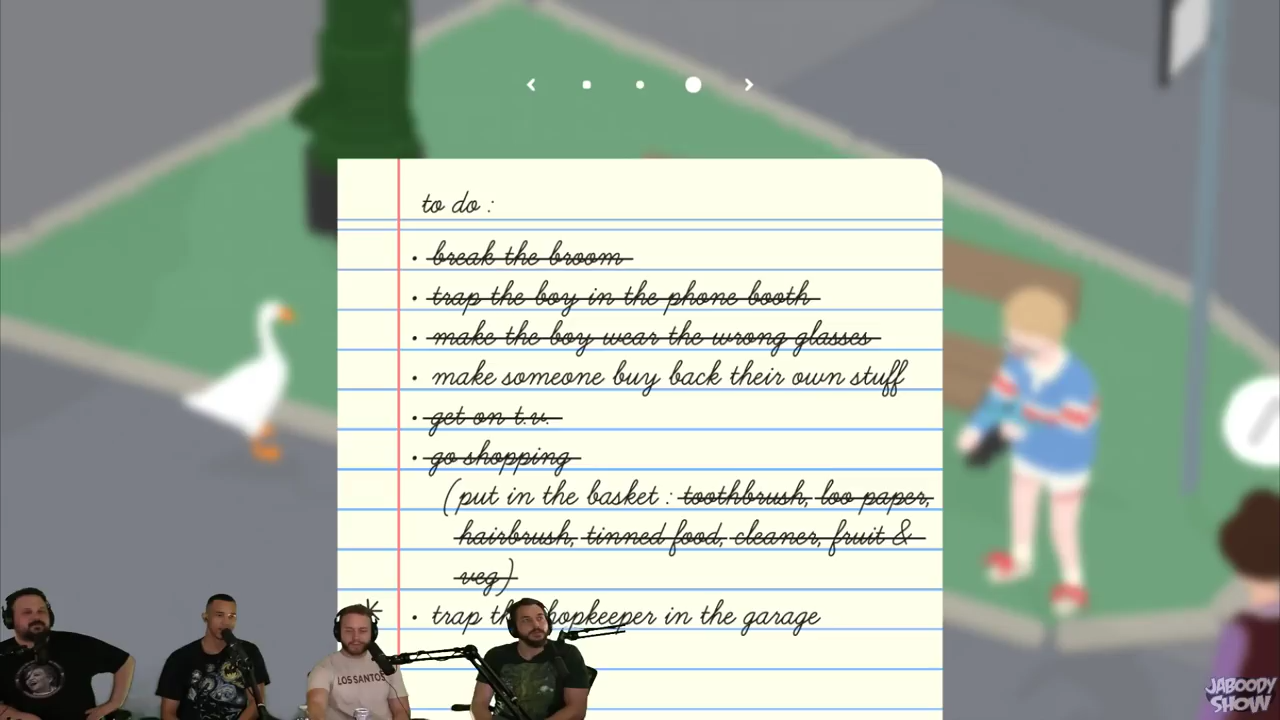 to do :
• break the broom
• trap the boy in the phone booth
• make the boy wear the wrong glasses
• make someone buy back their own stuff
• get on t.v.
• go shopping
(put in the basket : toothbrush, loo paper,
hairbrush, tinned food, cleaner, fruit &
veg)
• trap the shopkeeper in the garage
LOS SANTOS
JABOODY
SHOW